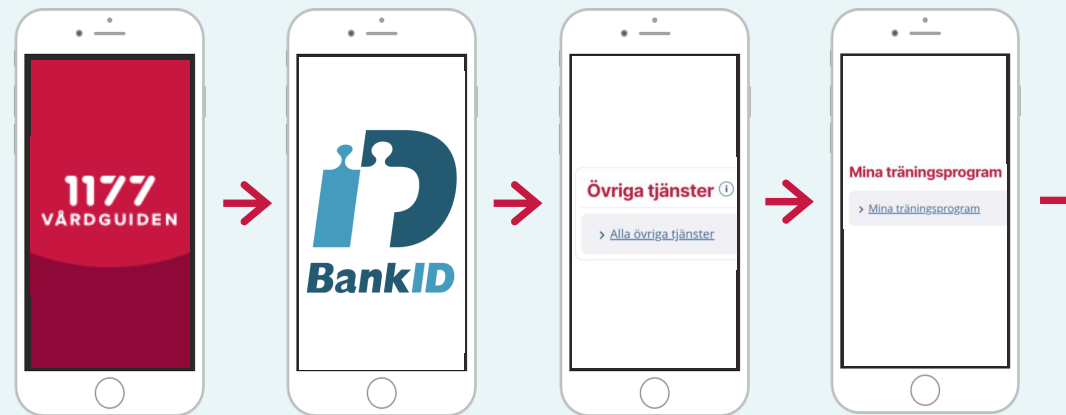 1177
VÅRDGUIDEN
BankID
Övriga tjänster
> Alla övriga tjänster
Mina träningsprogram
> Mina träningsprogram